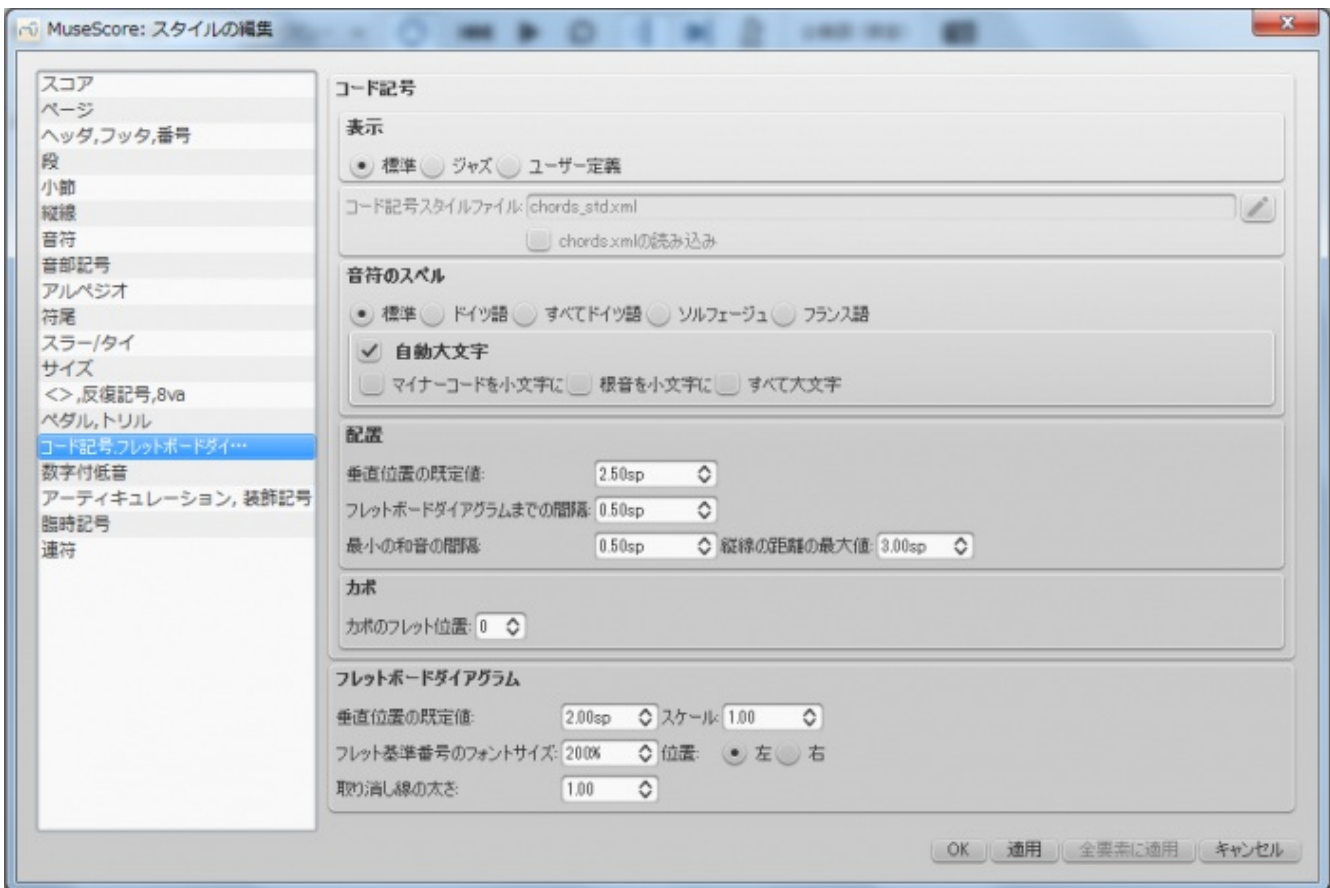 MuseScore: スタイルの編集
スコア
ページ
ヘッダ,フッタ,番号
段
小節
縦線
音符
音部記号
アルペジオ
符尾
スラー/タイ
サイズ
<>,反復記号,8va
ペダル,トリル
コード記号,フレットボードダイ…
数字付低音
アーティキュレーション, 装飾記号
臨時記号
連符
コード記号
表示
標準 ジャズ ユーザー定義
コード記号スタイルファイル: chords_std.xml
chords.xmlの読み込み
音符のスペル
標準 ドイツ語 すべてドイツ語 ソルフェージュ フランス語
自動大文字
マイナーコードを小文字に 根音を小文字に すべて大文字
配置
垂直位置の既定値: 2.50sp
フレットボードダイアグラムまでの間隔: 0.50sp
最小の和音の間隔: 0.50sp 縦線の距離の最大値: 3.00sp
カポ
カポのフレット位置: 0
フレットボードダイアグラム
垂直位置の既定値: 2.00sp スケール: 1.00
フレット基準番号のフォントサイズ: 200% 位置: 左 右
取り消し線の太さ: 1.00
OK 適用 全要素に適用 キャンセル